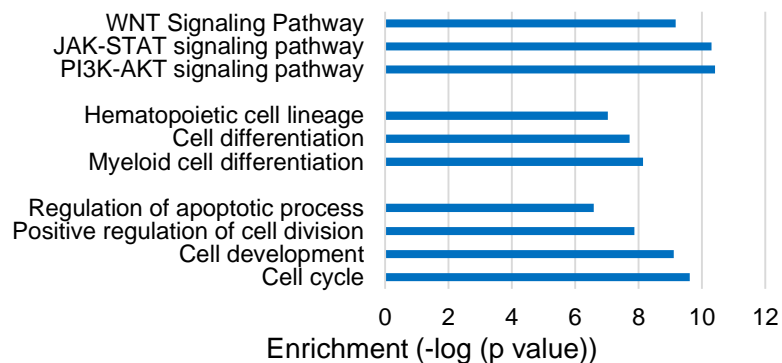 WNT Signaling Pathway
JAK-STAT signaling pathway
PI3K-AKT signaling pathway
Hematopoietic cell lineage
Cell differentiation
Myeloid cell differentiation
Regulation of apoptotic process
Positive regulation of cell division
Cell development
Cell cycle
0 2 4 6 8 10 12
Enrichment (-log (p value))